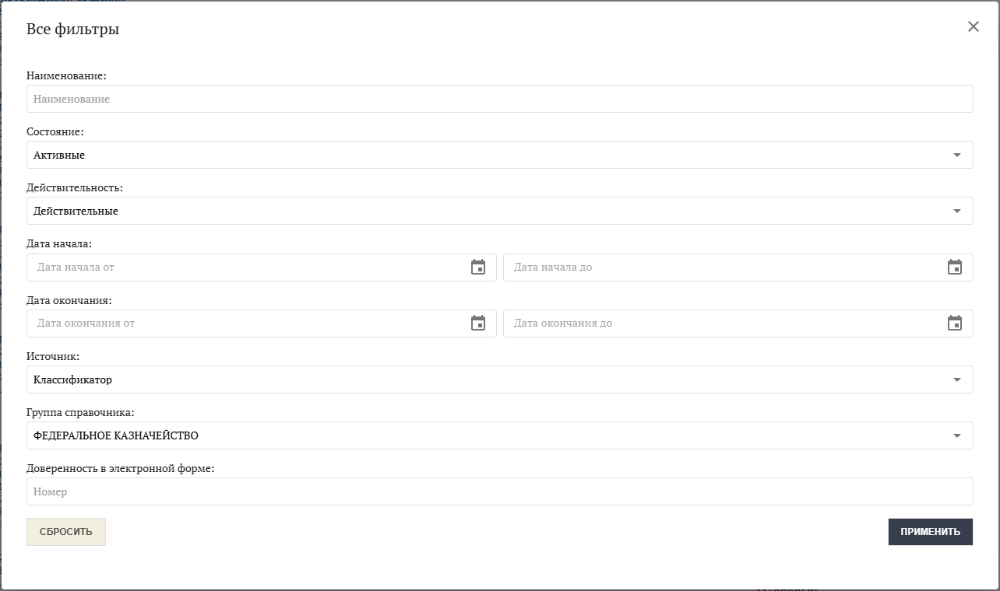 Все фильтры
Наименование:
Наименование
Состояние:
Активные
Действительность:
Действительные
Дата начала:
Дата начала от
Дата начала до
Дата окончания:
Дата окончания от
Дата окончания до
Источник:
Классификатор
Группа справочника:
ФЕДЕРАЛЬНОЕ КАЗНАЧЕЙСТВО
Доверенность в электронной форме:
Номер
СБРОСИТЬ
ПРИМЕНИТЬ